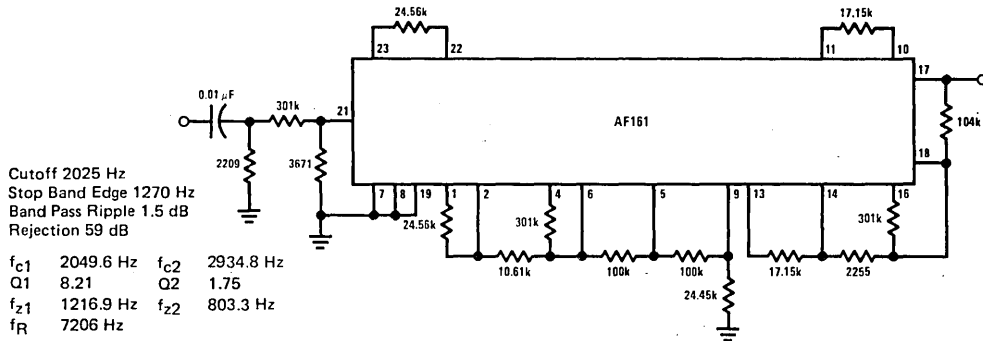 24.56k
17.15k
23
22
11
10
17
0.01 μF
301k
21
AF161
104k
2209
3671
18
Cutoff 2025 Hz
Stop Band Edge 1270 Hz
Band Pass Ripple 1.5 dB
Rejection 59 dB
7
8
19
1
2
4
6
5
9
13
14
16
24.56k
301k
301k
10.61k
100k
100k
17.15k
2255
24.45k
fc1 2049.6 Hz fc2 2934.8 Hz
Q1 8.21 Q2 1.75
fz1 1216.9 Hz fz2 803.3 Hz
fR 7206 Hz